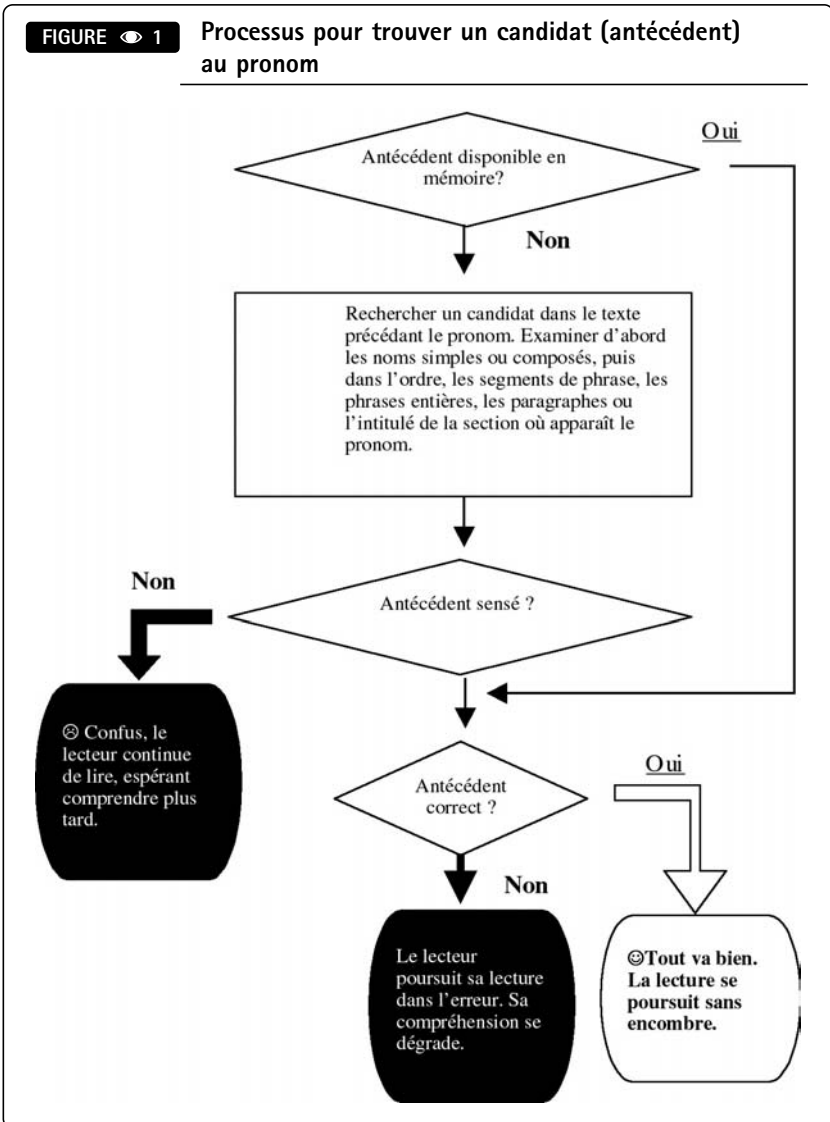 FIGURE 👁 1 Processus pour trouver un candidat (antécédent)
au pronom
Oui
Antécédent disponible en
mémoire?
Non
Rechercher un candidat dans le texte
précédant le pronom. Examiner d'abord
les noms simples ou composés, puis
dans l'ordre, les segments de phrase, les
phrases entières, les paragraphes ou
l'intitulé de la section où apparaît le
pronom.
Non
Antécédent sensé ?
☹ Confus, le
lecteur continue
de lire, espérant
comprendre plus
tard.
Oui
Antécédent
correct ?
Non
Le lecteur
poursuit sa lecture
dans l'erreur. Sa
compréhension se
dégrade.
☺Tout va bien.
La lecture se
poursuit sans
encombre.